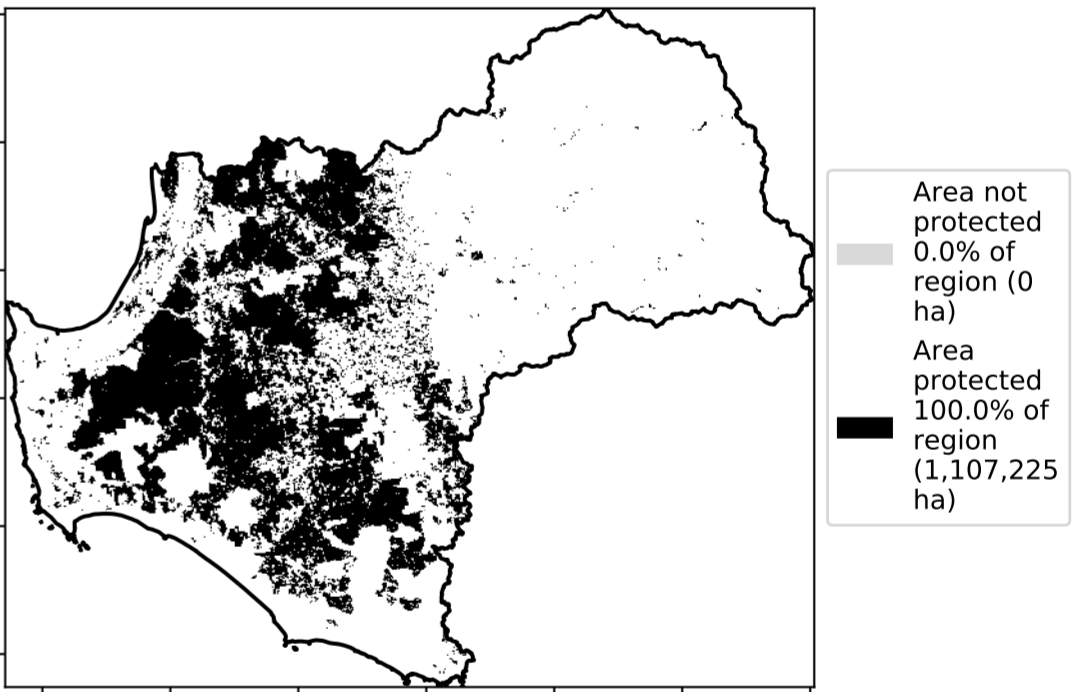 Area not
protected
0.0% of
region (0
ha)
Area
protected
100.0% of
region
(1,107,225
ha)